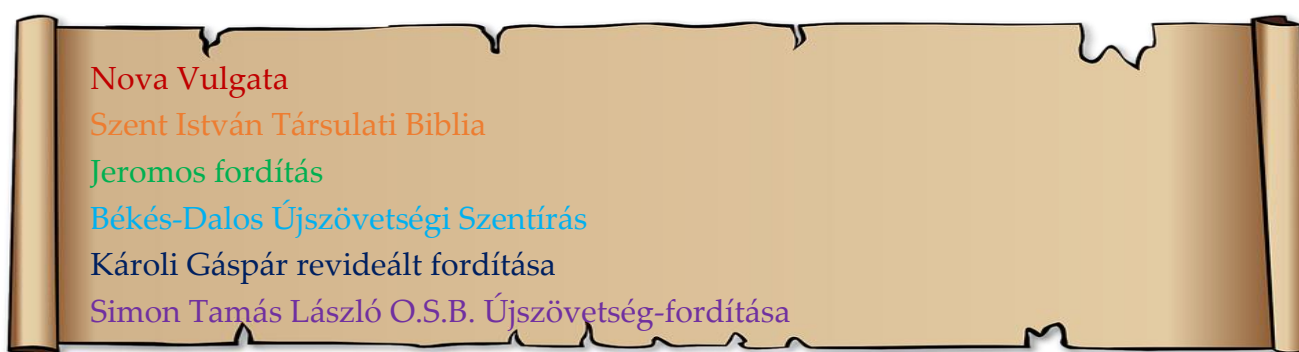 Nova Vulgata
Szent István Társulati Biblia
Jeromos fordítás
Békés-Dalos Újszövetségi Szentírás
Károli Gáspár revideált fordítása
Simon Tamás László O.S.B. Újszövetség-fordítása